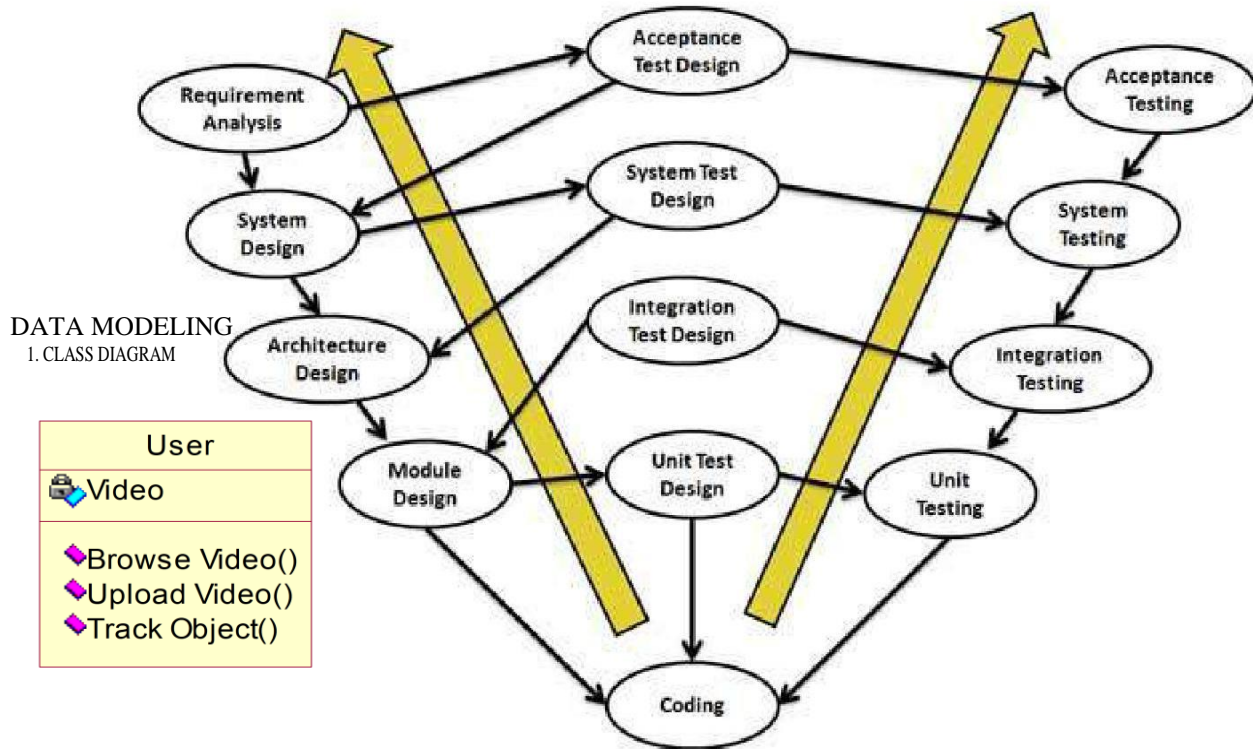 Acceptance
Test Design
Requirement
Analysis
Acceptance
Testing
System Test
Design
System
Design
System
Testing
DATA MODELING
1. CLASS DIAGRAM
Architecture
Design
Integration
Test Design
Integration
Testing
User
Video
Browse Video()
Upload Video()
Track Object()
Module
Design
Unit Test
Design
Unit
Testing
Coding